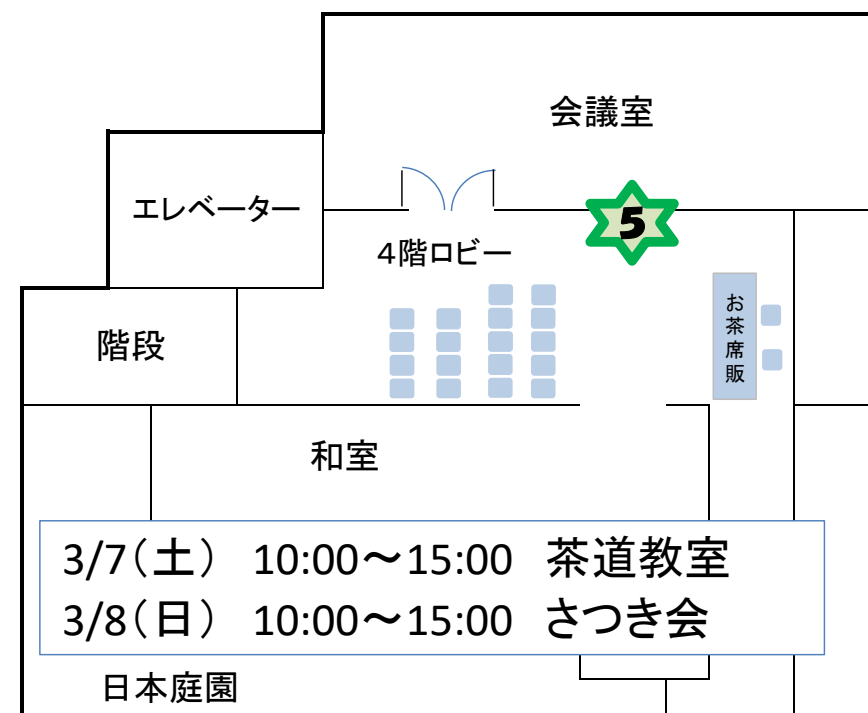 会議室
エレベーター
5
４階ロビー
お茶席販
階段
和室
3/7（土） 10:00～15:00 茶道教室
3/8（日） 10:00～15:00 さつき会
日本庭園